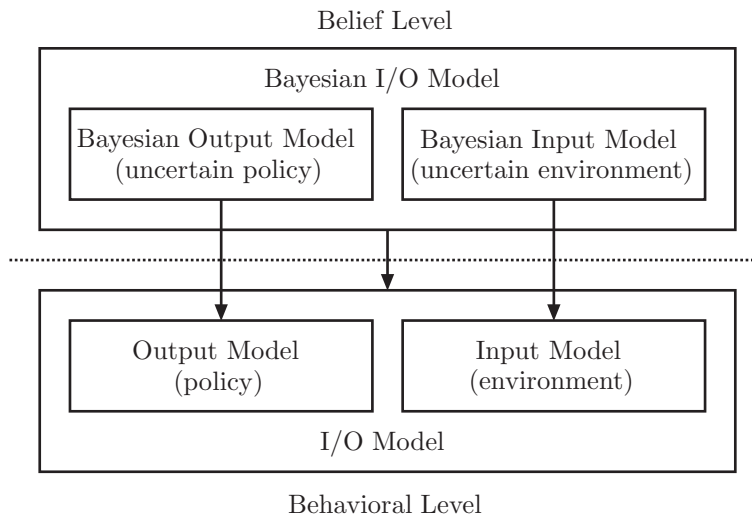 Belief Level
Bayesian I/O Model
Bayesian Output Model
(uncertain policy)
Bayesian Input Model
(uncertain environment)
Output Model
(policy)
Input Model
(environment)
I/O Model
Behavioral Level